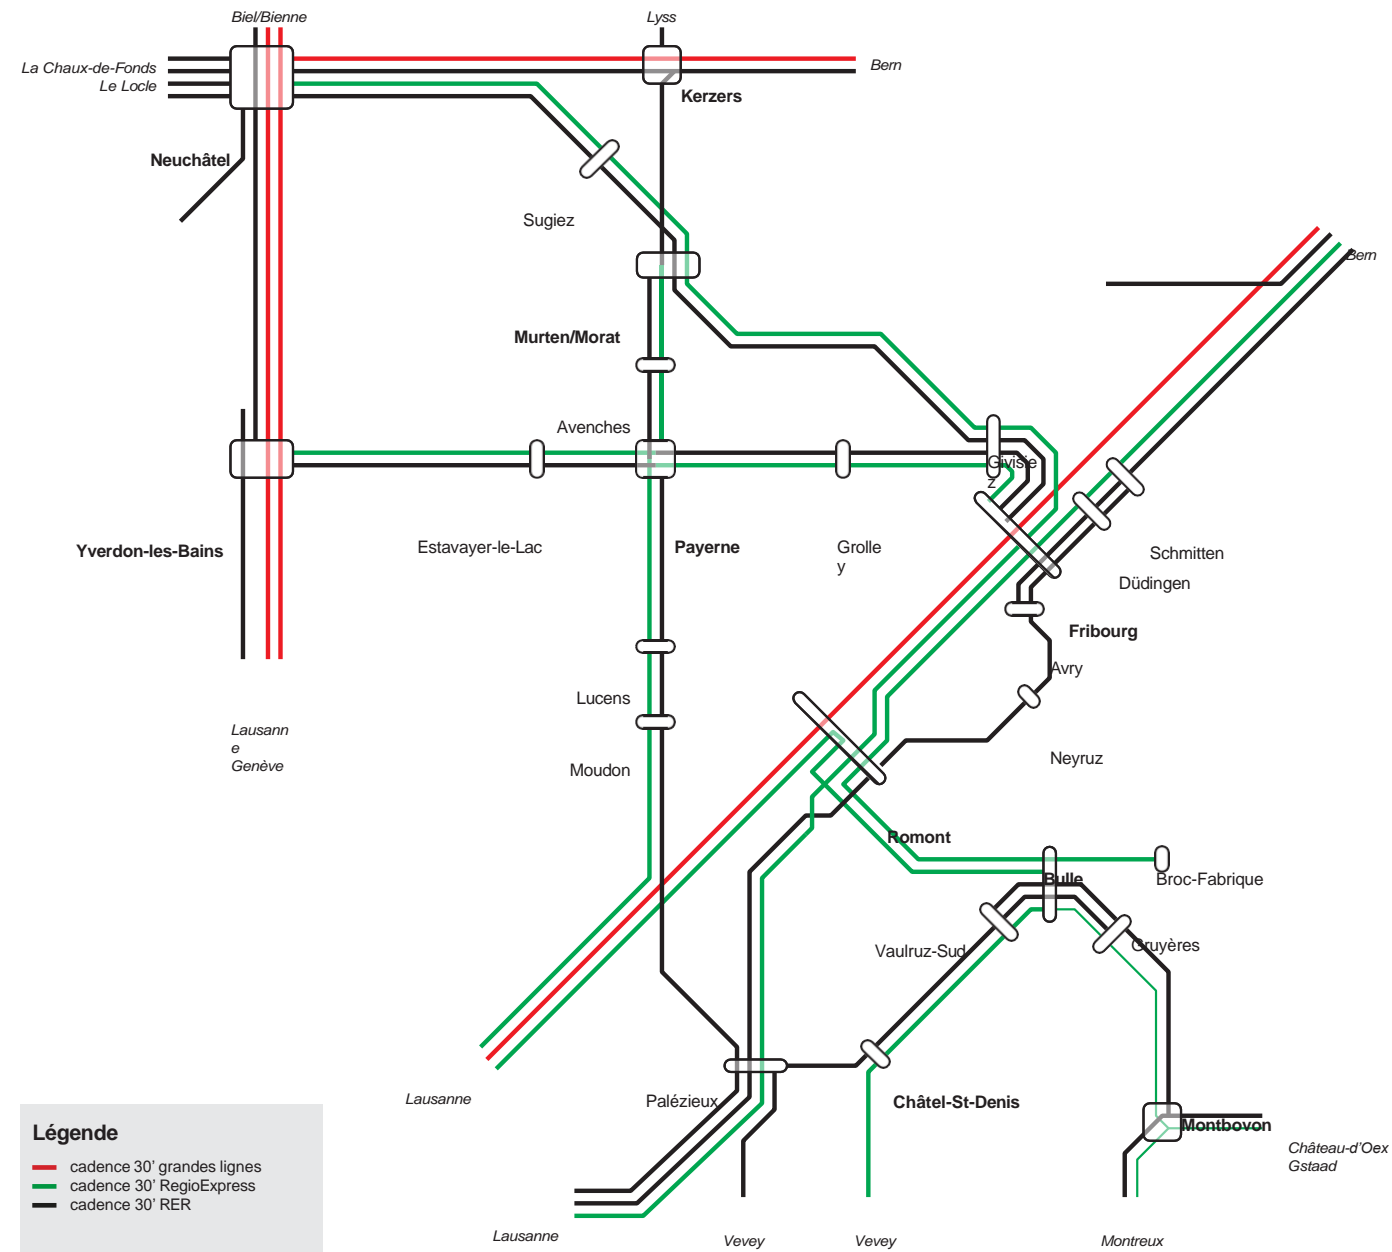 Biel/Bienne
Lyss
La Chaux-de-Fonds
Le Locle
Bern
Kerzers
Neuchâtel
Sugiez
Bern
Murten/Morat
Avenches
Givisie
z
Yverdon-les-Bains
Estavayer-le-Lac
Payerne
Grolle
y
Schmitten
Düdingen
Fribourg
Avry
Lucens
Lausann
e
Genève
Neyruz
Moudon
Romont
Bulle
Broc-Fabrique
Vaulruz-Sud
Gruyères
Lausanne
Palézieux
Châtel-St-Denis
Montbovon
Château-d'Oex
Gstaad
Légende
cadence 30’ grandes lignes
cadence 30’ RegioExpress
cadence 30’ RER
Lausanne
Vevey
Vevey
Montreux